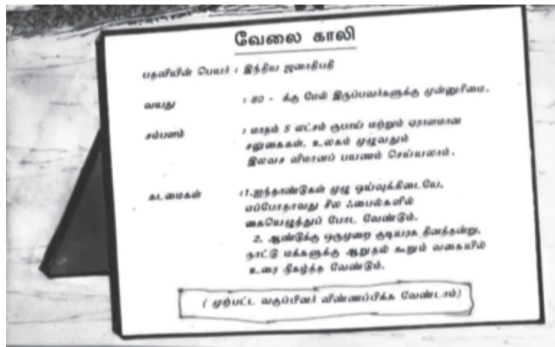 வேலை காலி
பதவியின் பெயர் : இந்திய ஜனாதிபதி
வயது : 80 - க்கு மேல் இருப்பவர்களுக்கு முன்னுரிமை.
சம்பளம் : மாதம் 5 லட்சம் ரூபாய் மற்றும் ஏராளமான
சலுகைகள். உலகம் முழுவதும்
இலவச விமானப் பயணம் செய்யலாம்.
கடமைகள் : 1.ஐந்தாண்டுகள் முழு ஓய்வுக்கிடையே,
எப்போதாவது சில ஃபைல்களில்
கையெழுத்துப் போட வேண்டும்.
2. ஆண்டுக்கு ஒருமுறை குடியரசு தினத்தன்று,
நாட்டு மக்களுக்கு ஆறுதல் கூறும் வகையில்
உரை நிகழ்த்த வேண்டும்.
( முற்பட்ட வகுப்பினர் விண்ணப்பிக்க வேண்டாம்)